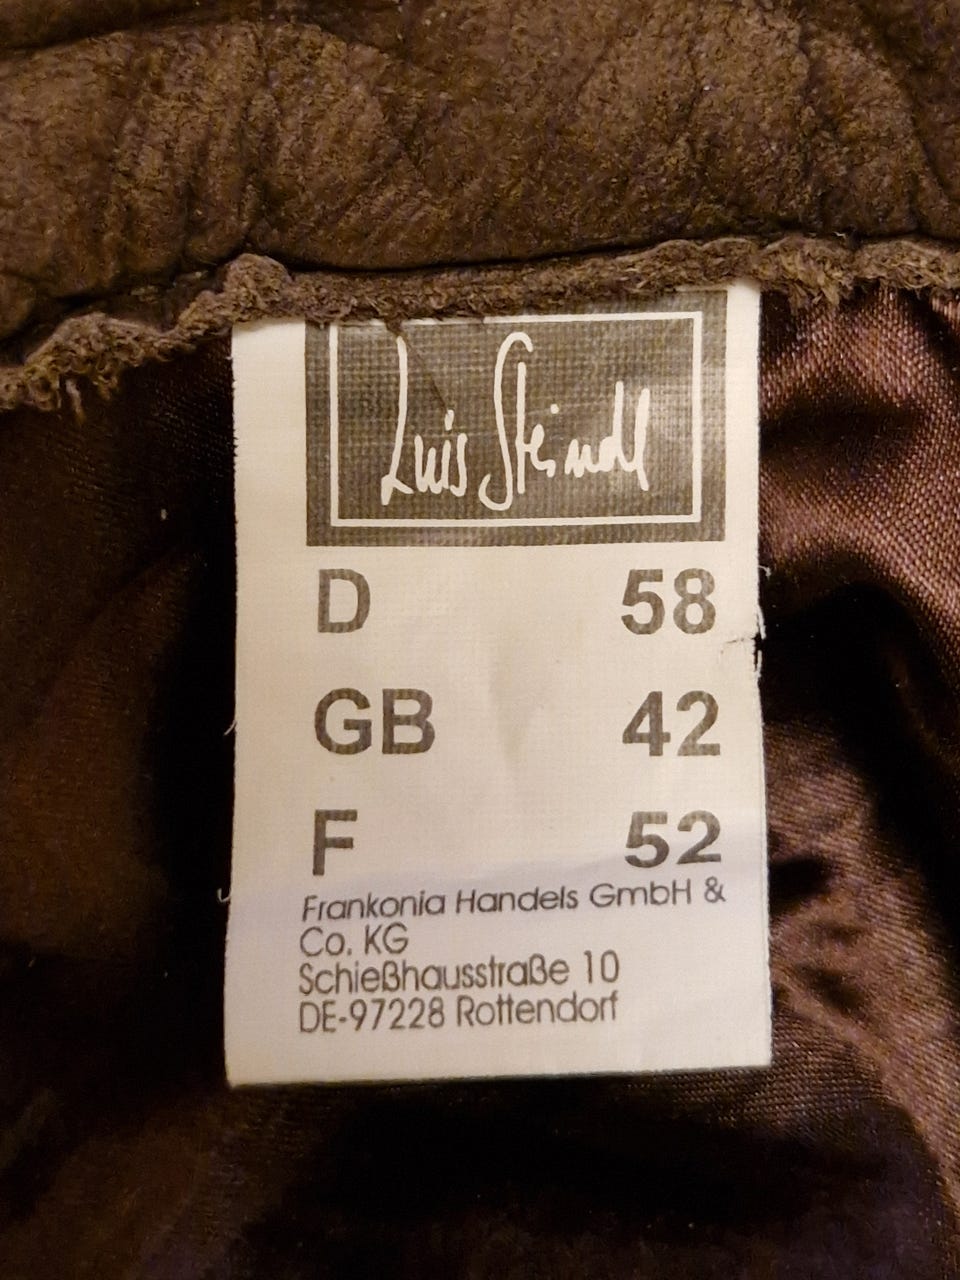 Luis Steindl
D 58
GB 42
F 52
Frankonia Handels GmbH &
Co. KG
Schießhausstraße 10
DE-97228 Rottendorf